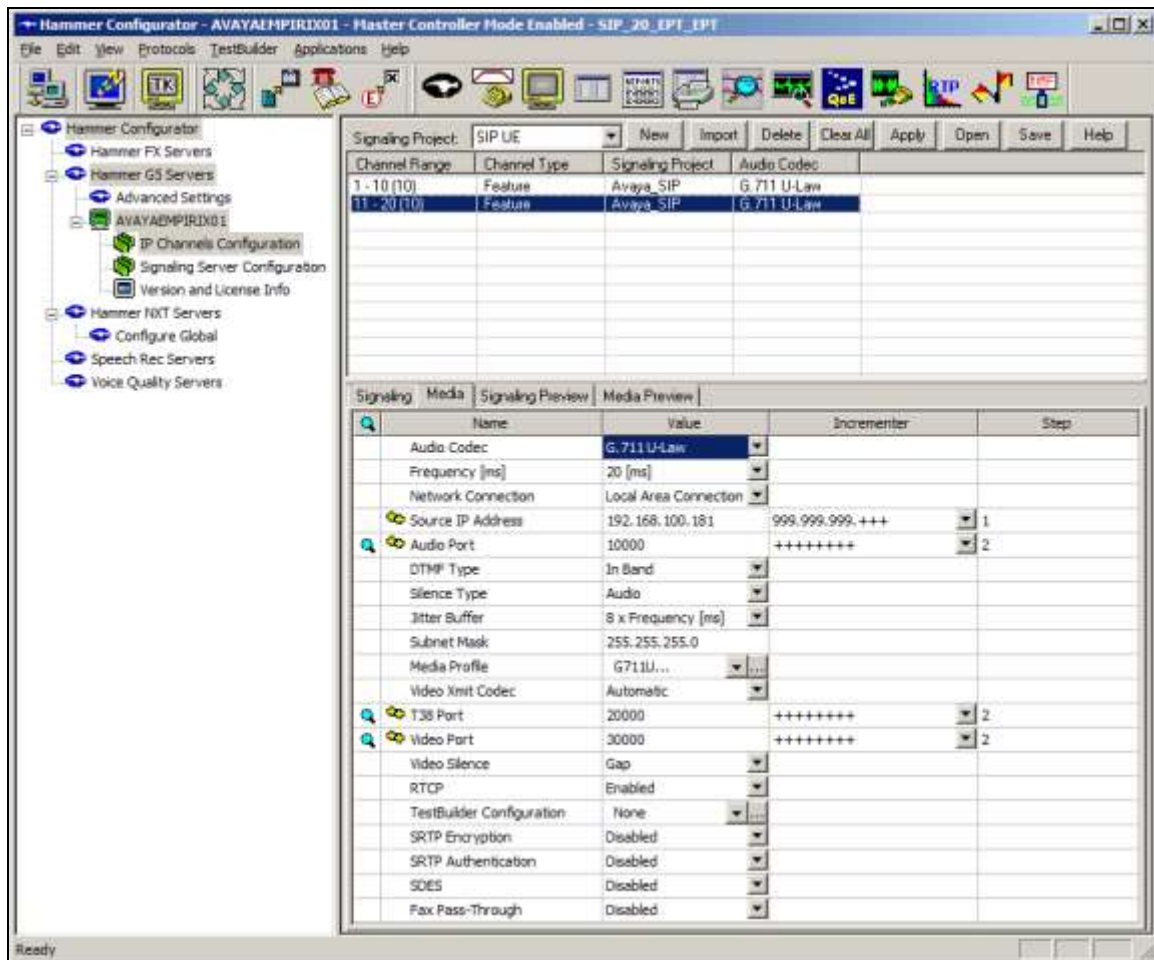 Hammer Configurator - AVAYAEMPIRIX01 - Master Controller Mode Enabled - SIP_20_EPT_EPT
File Edit View Protocols TestBuilder Applications Help
TK
QoE
RTP
Hammer Configurator
Hammer FX Servers
Hammer G5 Servers
Advanced Settings
AVAYAEMPIRIX01
IP Channels Configuration
Signaling Server Configuration
Version and License Info
Hammer NXT Servers
Configure Global
Speech Rec Servers
Voice Quality Servers
Signaling Project: SIP UE New Import Delete Clear All Apply Open Save Help
Channel Range Channel Type Signaling Project Audio Codec
1 - 10 (10) Feature Avaya_SIP G.711 U-Law
11 - 20 (10) Feature Avaya_SIP G.711 U-Law
Signaling Media Signaling Preview Media Preview
Name Value Incrementer Step
Audio Codec G.711 U-Law
Frequency [ms] 20 [ms]
Network Connection Local Area Connection
Source IP Address 192.168.100.181 999.999.999.+++ 1
Audio Port 10000 ++++++++ 2
DTMF Type In Band
Silence Type Audio
Jitter Buffer 8 x Frequency [ms]
Subnet Mask 255.255.255.0
Media Profile G711U... ...
Video Xmit Codec Automatic
T38 Port 20000 ++++++++ 2
Video Port 30000 ++++++++ 2
Video Silence Gap
RTCP Enabled
TestBuilder Configuration None ...
SRTP Encryption Disabled
SRTP Authentication Disabled
SDES Disabled
Fax Pass-Through Disabled
Ready